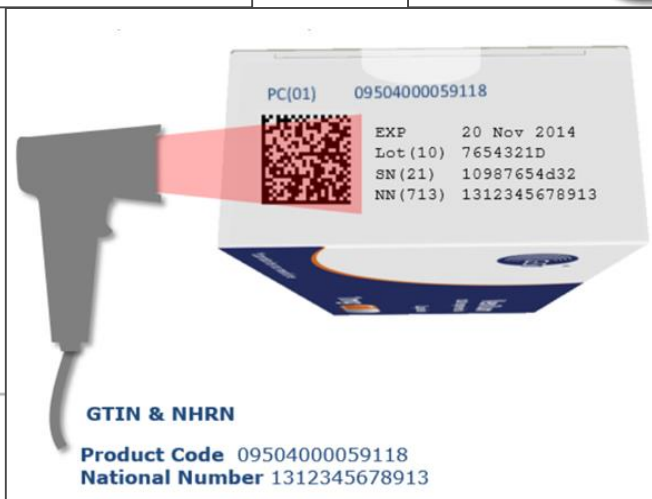 PC(01) 09504000059118
EXP 20 Nov 2014
Lot(10) 7654321D
SN(21) 10987654d32
NN(713) 1312345678913
GTIN & NHRN
Product Code 09504000059118
National Number 1312345678913